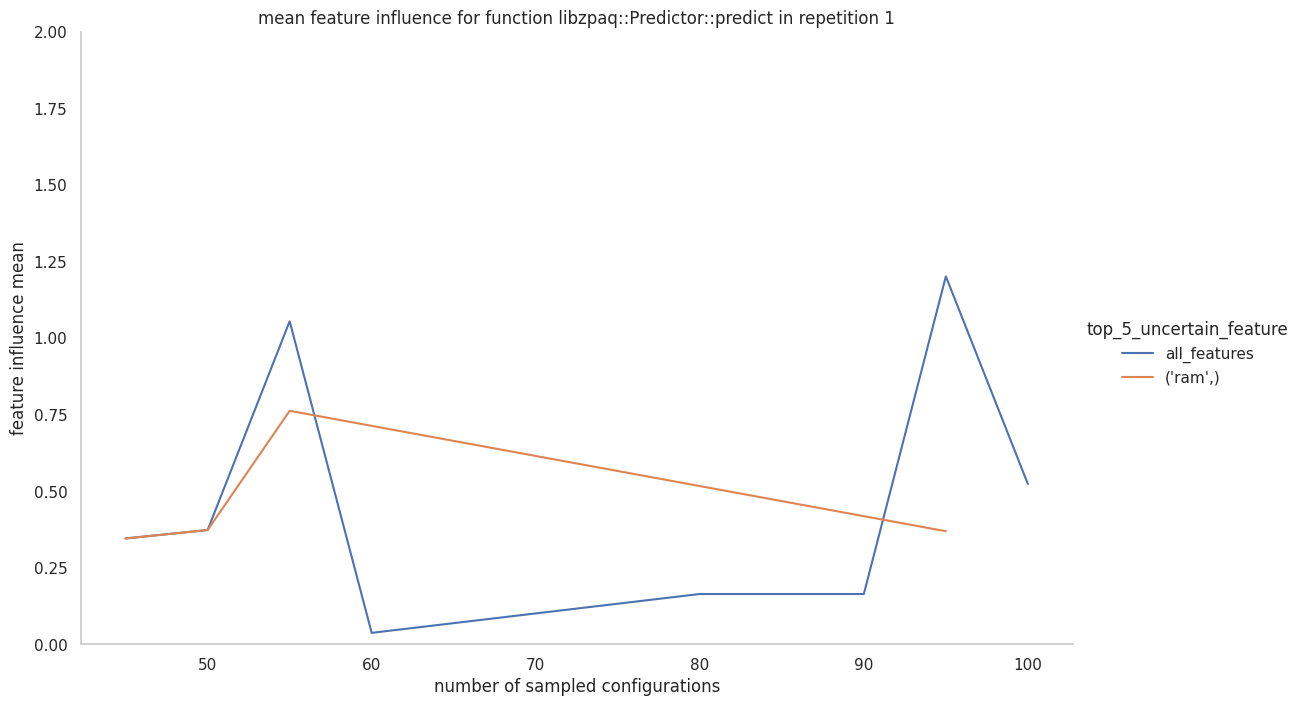 mean feature influence for function libzpaq::Predictor::predict in repetition 1
2.00
1.75
1.50
1.25
1.00
0.75
0.50
0.25
0.00
feature influence mean
50 60 70 80 90 100
number of sampled configurations
top_5_uncertain_feature
all_features
('ram',)